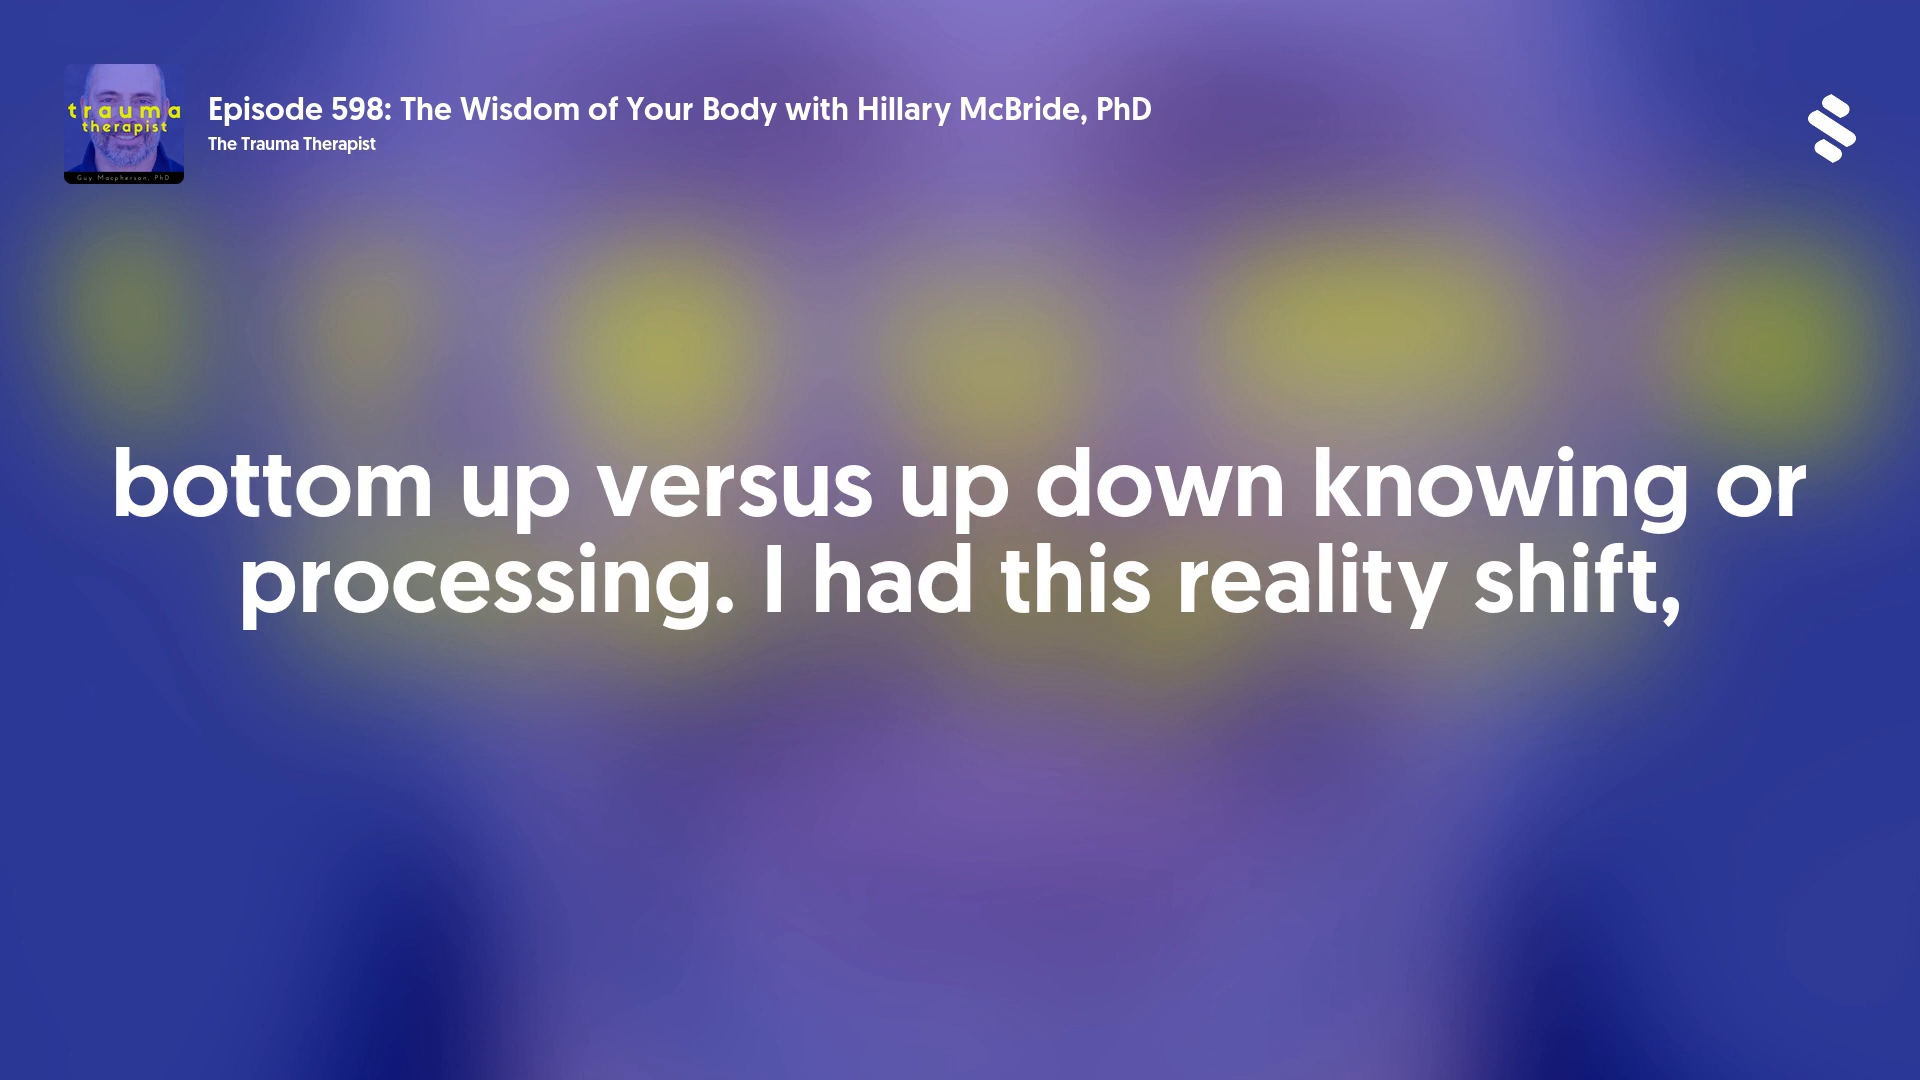 trauma
therapist
Guy Macpherson, PhD
Episode 598: The Wisdom of Your Body with Hillary McBride, PhD
The Trauma Therapist
bottom up versus up down knowing or
processing. I had this reality shift,